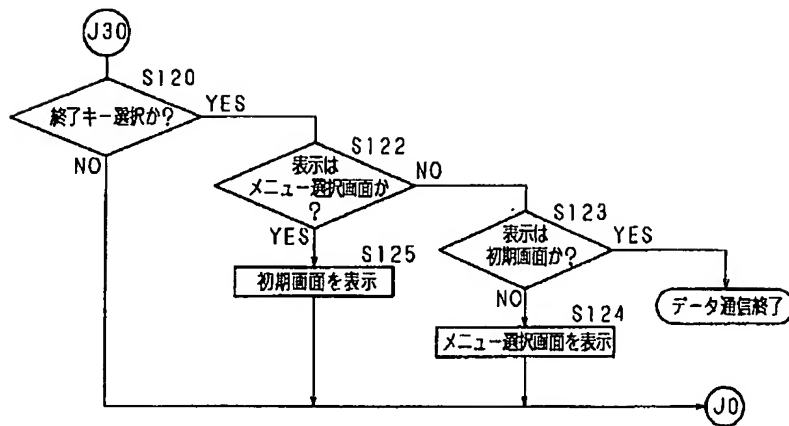 J30
S120
終了キー選択か?
YES
NO
S122
表示は
メニュー選択画面か
?
NO
YES
S123
表示は
初期画面か?
YES
NO
S125
初期画面を表示
データ通信終了
S124
メニュー選択画面を表示
J0